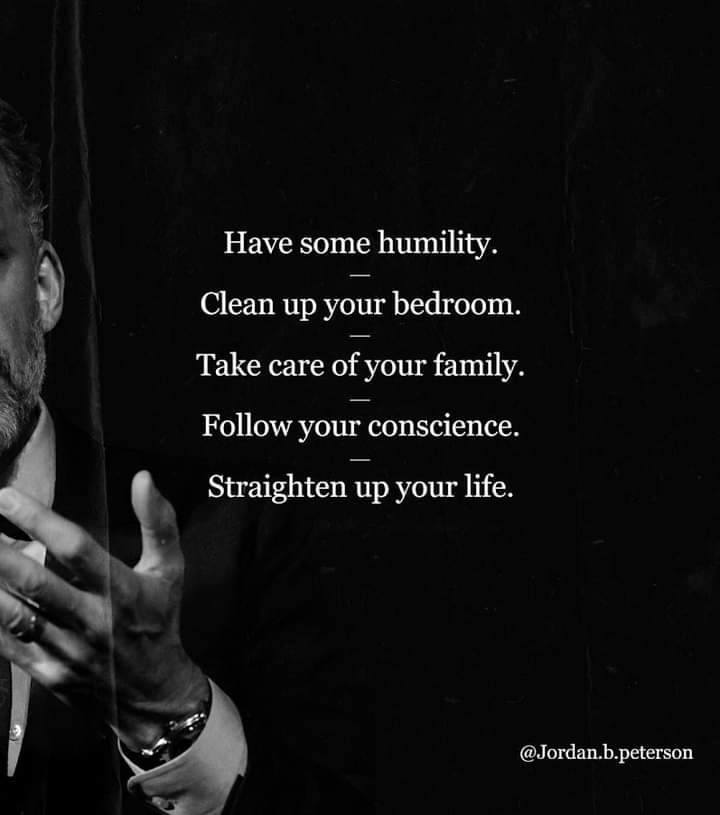 Have some humility.
Clean up your bedroom.
Take care of your family.
Follow your conscience.
Straighten up your life.
@Jordan.b.peterson